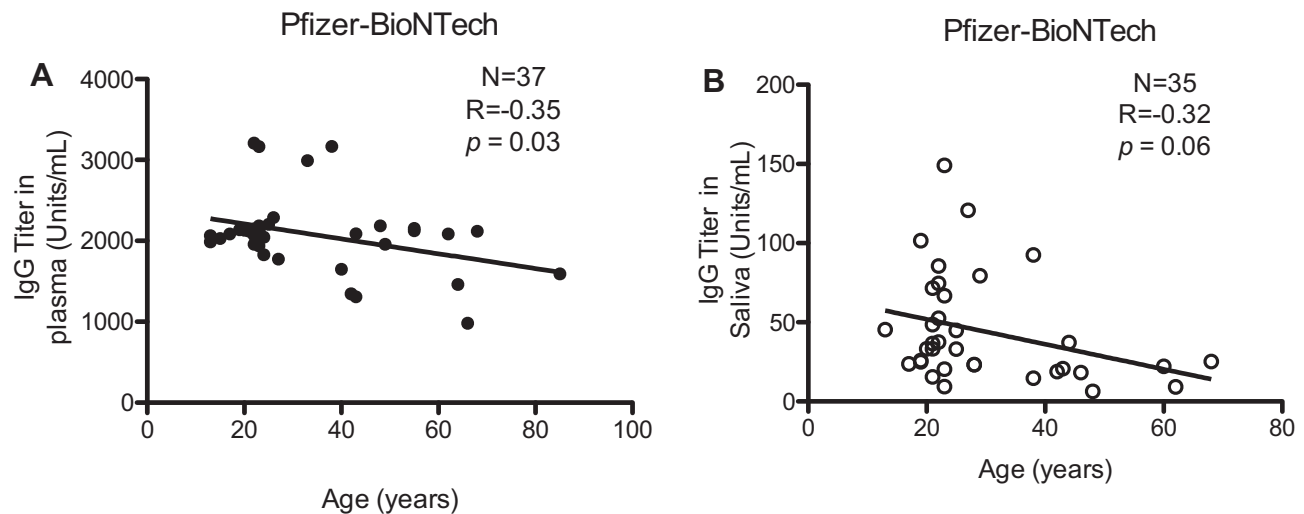 Pfizer-BioNTech
A
N=37
R=-0.35
p = 0.03
IgG Titer in
plasma (Units/mL)
4000
3000
2000
1000
0
0 20 40 60 80 100
Age (years)
Pfizer-BioNTech
B
N=35
R=-0.32
p = 0.06
IgG Titer in
Saliva (Units/mL)
200
150
100
50
0
0 20 40 60 80
Age (years)